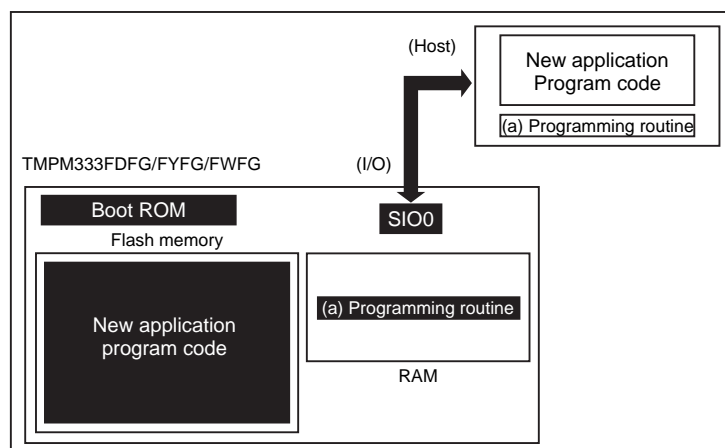 (Host)
New application
Program code
(a) Programming routine
TMPM333FDFG/FYFG/FWFG
(I/O)
Boot ROM
SIO0
Flash memory
New application
program code
(a) Programming routine
RAM